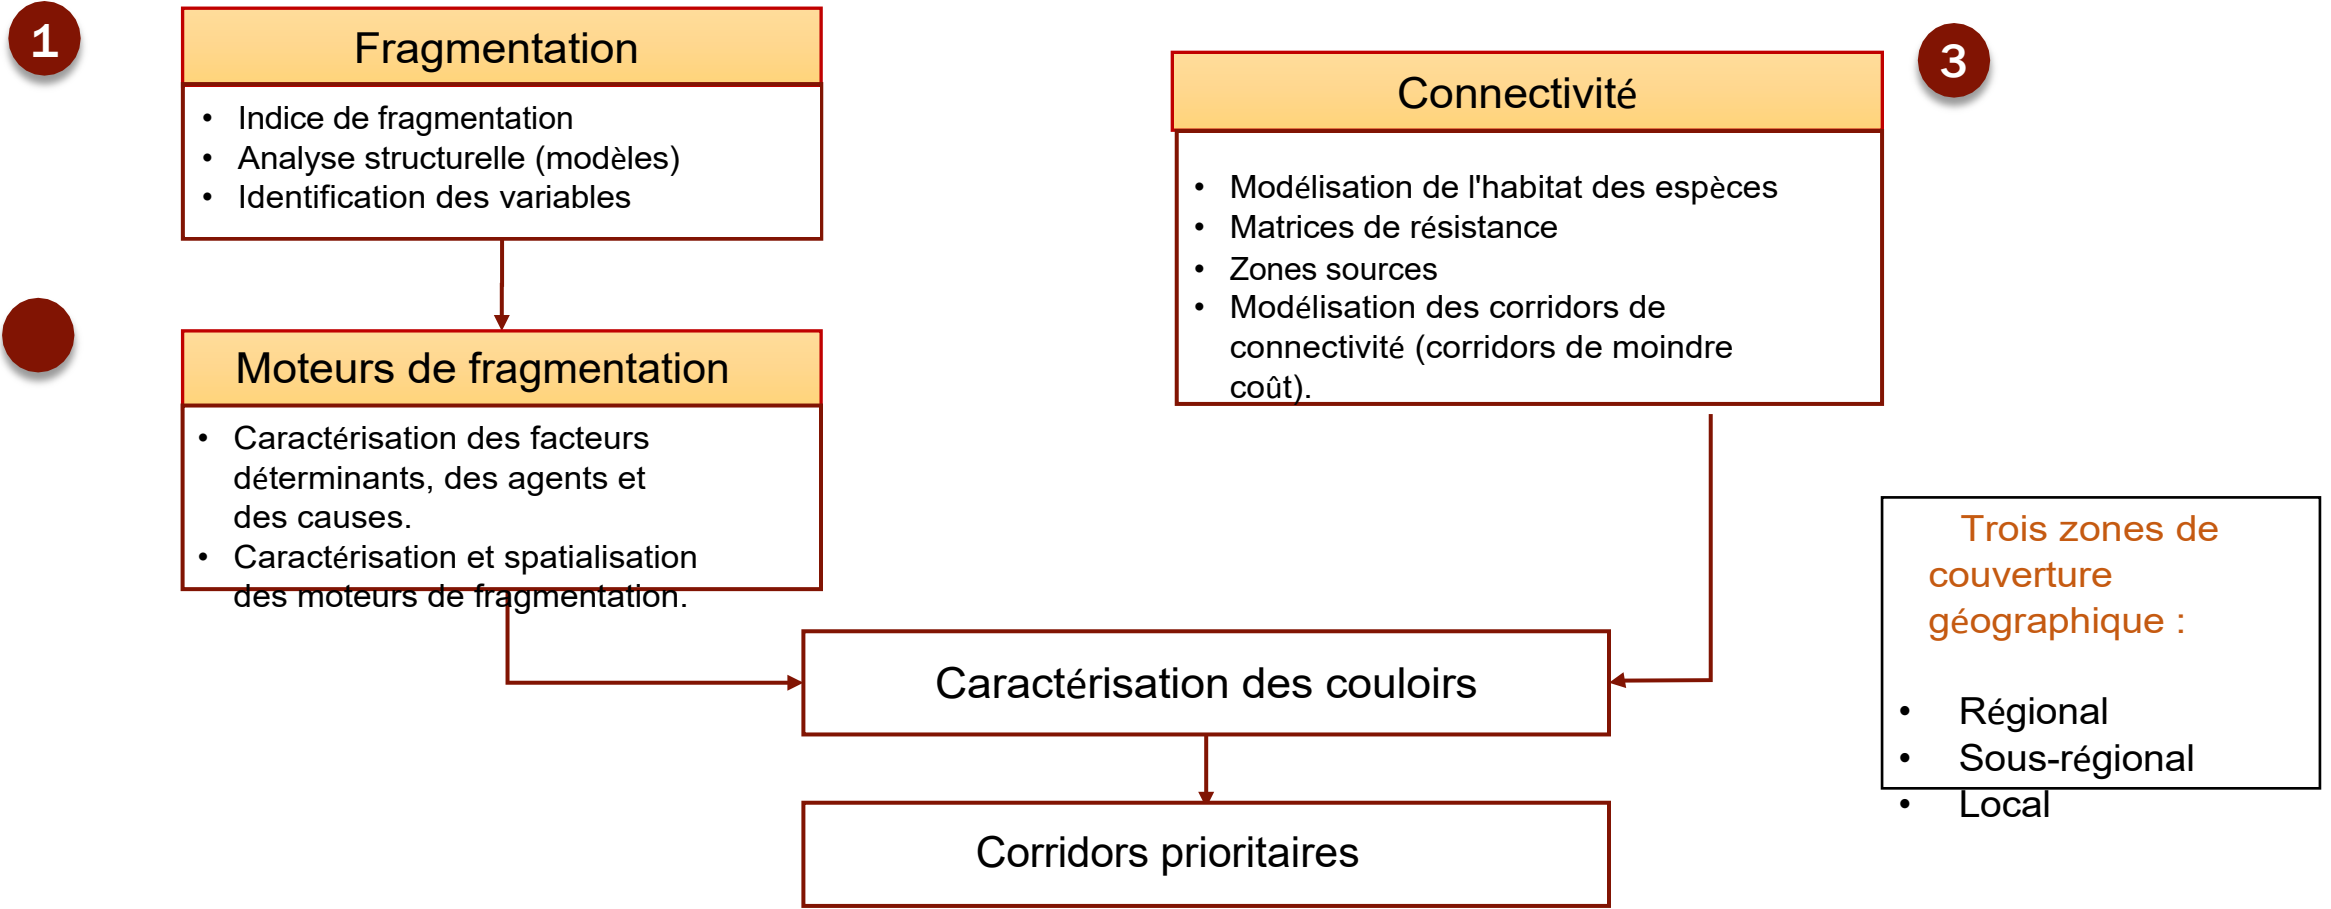 1
Fragmentation
• Indice de fragmentation
• Analyse structurelle (modèles)
• Identification des variables
Moteurs de fragmentation
• Caractérisation des facteurs
déterminants, des agents et
des causes.
• Caractérisation et spatialisation
des moteurs de fragmentation.
3
Connectivité
• Modélisation de l'habitat des espèces
• Matrices de résistance
• Zones sources
• Modélisation des corridors de
connectivité (corridors de moindre
coût).
Caractérisation des couloirs
Corridors prioritaires
Trois zones de
couverture
géographique :
• Régional
• Sous-régional
• Local